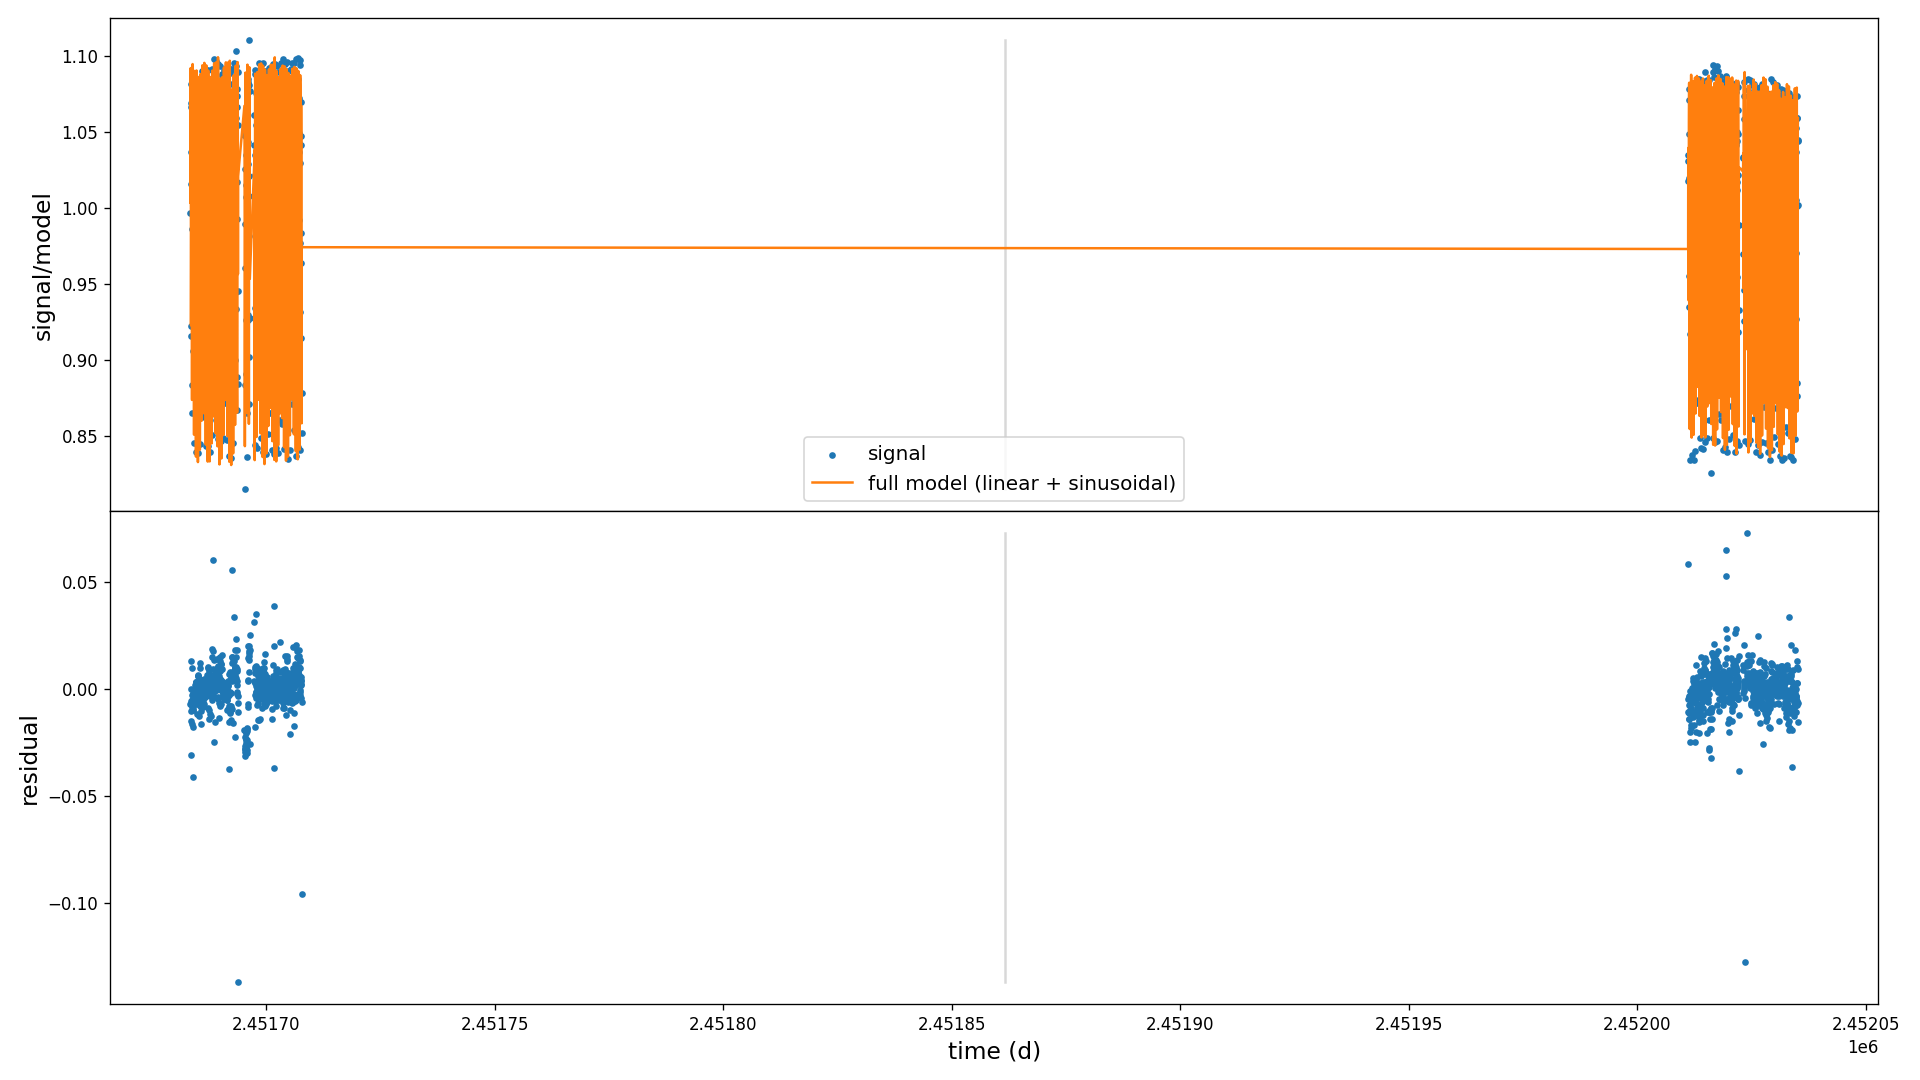 1.10
1.05
1.00
0.95
0.90
0.85
signal/model
signal
full model (linear + sinusoidal)
0.05
0.00
−0.05
−0.10
residual
2.45170 2.45175 2.45180 2.45185 2.45190 2.45195 2.45200 2.45205
time (d)
1e6